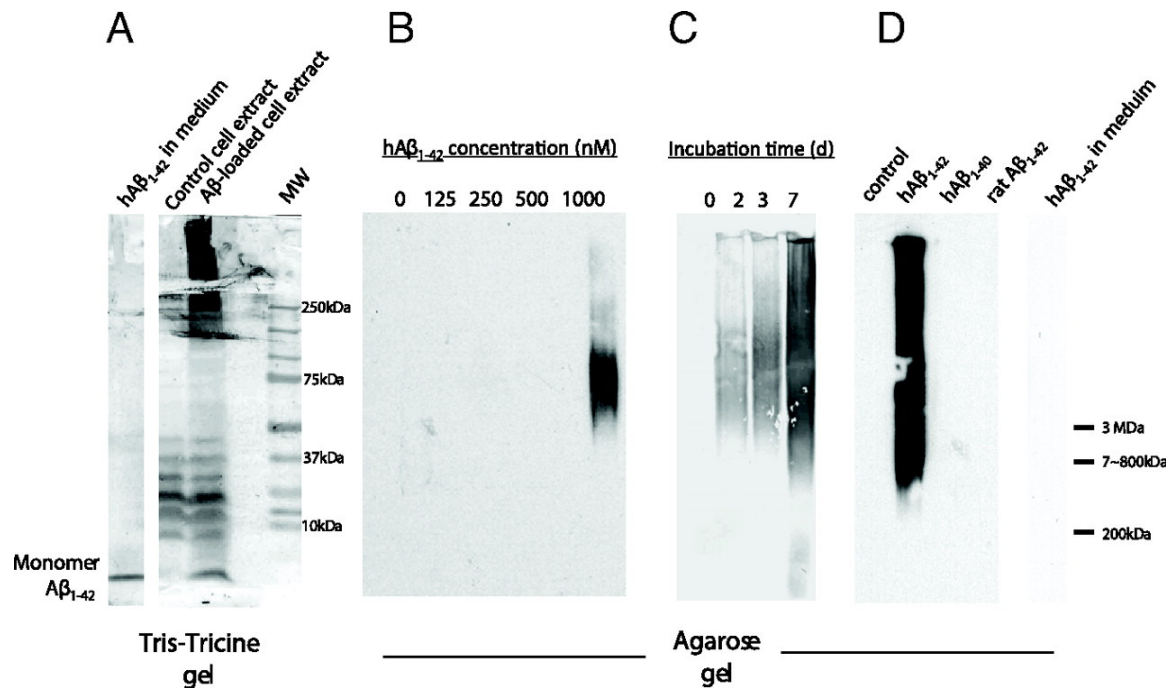 A
B
C
D
hAβ1-42 in medium
Control cell extract
Aβ-loaded cell extract
MW
hAβ1-42 concentration (nM)
0 125 250 500 1000
Incubation time (d)
0 2 3 7
control
hAβ1-42
hAβ1-40
rat Aβ1-42
hAβ1-42 in meduim
250kDa
75kDa
37kDa
10kDa
Monomer
Aβ1-42
3 MDa
7~800kDa
200kDa
Tris-Tricine
gel
Agarose
gel